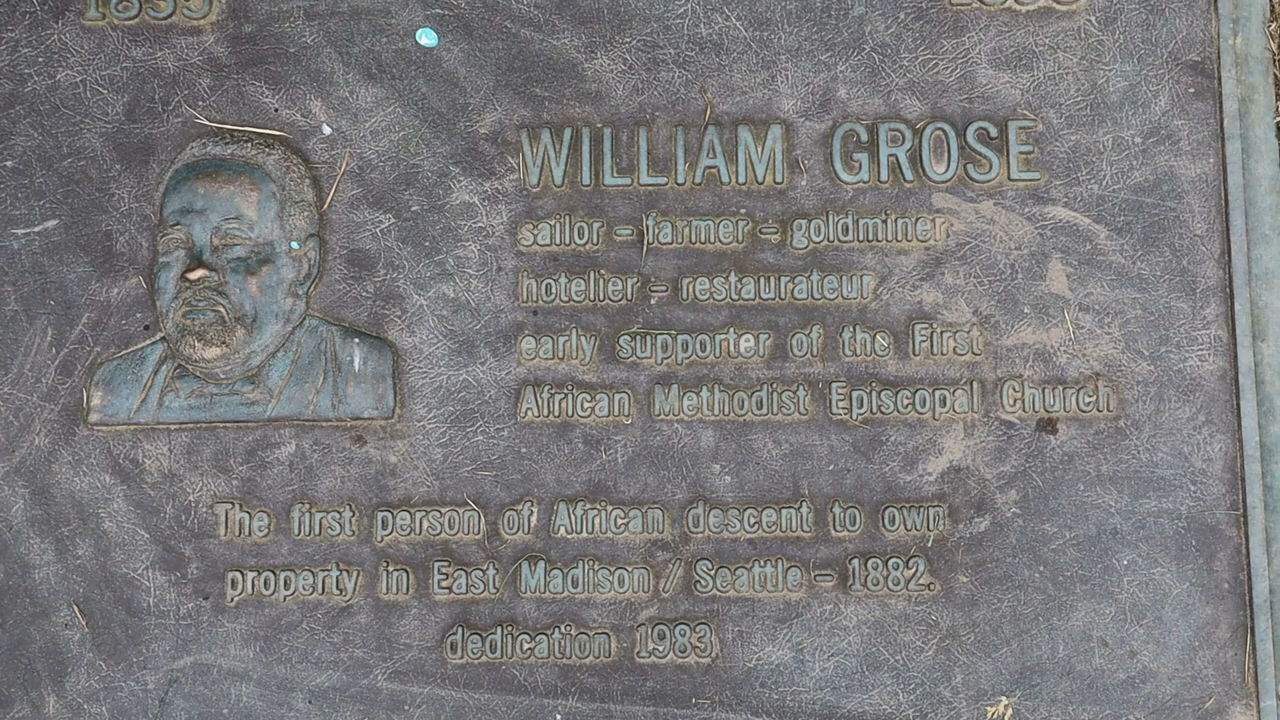 1835
WILLIAM GROSE
sailor – farmer – goldminer
hotelier – restaurateur
early supporter of the First
African Methodist Episcopal Church
The first person of African descent to own
property in East Madison / Seattle – 1882.
dedication 1983